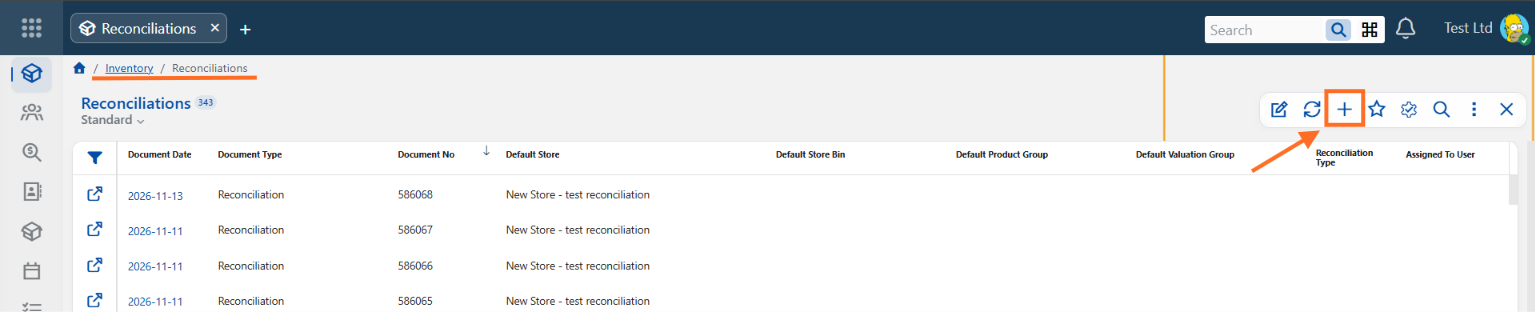 Reconciliations
Search
Test Ltd
/ Inventory / Reconciliations
Reconciliations 343
Standard
Document Date Document Type Document No Default Store Default Store Bin Default Product Group Default Valuation Group Reconciliation Type Assigned To User
2026-11-13 Reconciliation 586068 New Store - test reconciliation
2026-11-11 Reconciliation 586067 New Store - test reconciliation
2026-11-11 Reconciliation 586066 New Store - test reconciliation
2026-11-11 Reconciliation 586065 New Store - test reconciliation